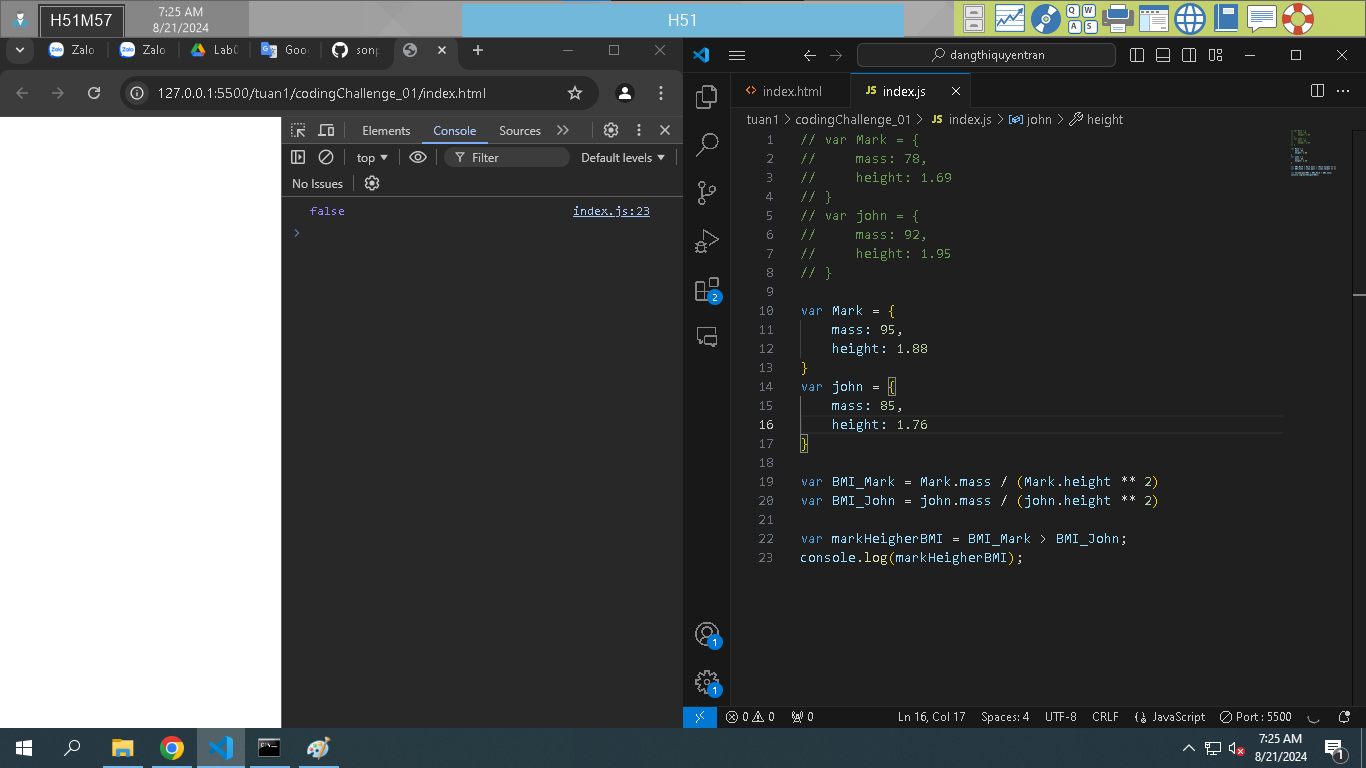 H51M57
7:25 AM
8/21/2024
H51
Zalo
Zalo
Lab
Goo
sonp
127.0.0.1:5500/tuan1/codingChallenge_01/index.html
Elements
Console
Sources
top
Filter
Default levels
No Issues
false
index.js:23
dangthiquyentran
index.html
JS index.js
tuan1 > codingChallenge_01 > JS index.js > john > height
1 // var Mark = {
2 // mass: 78,
3 // height: 1.69
4 // }
5 // var john = {
6 // mass: 92,
7 // height: 1.95
8 // }
9
10 var Mark = {
11 mass: 95,
12 height: 1.88
13 }
14 var john = {
15 mass: 85,
16 height: 1.76
17 }
18
19 var BMI_Mark = Mark.mass / (Mark.height ** 2)
20 var BMI_John = john.mass / (john.height ** 2)
21
22 var markHeigherBMI = BMI_Mark > BMI_John;
23 console.log(markHeigherBMI);
2
1
1
0 0
0
Ln 16, Col 17
Spaces: 4
UTF-8
CRLF
JavaScript
Port : 5500
7:25 AM
8/21/2024
1